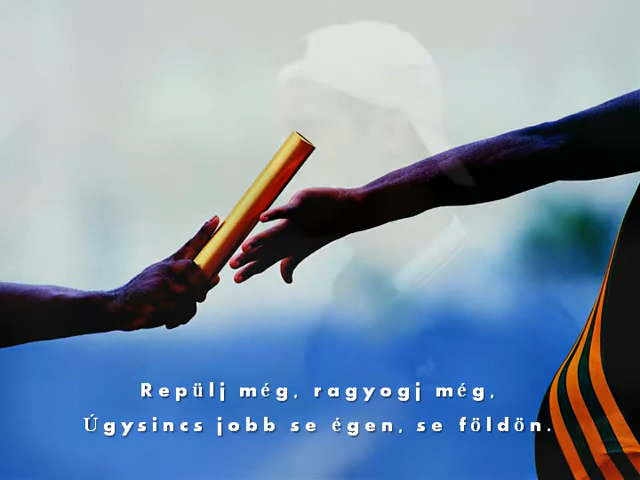 Repülj még, ragyogj még,
Úgysincs jobb se égen, se földön.